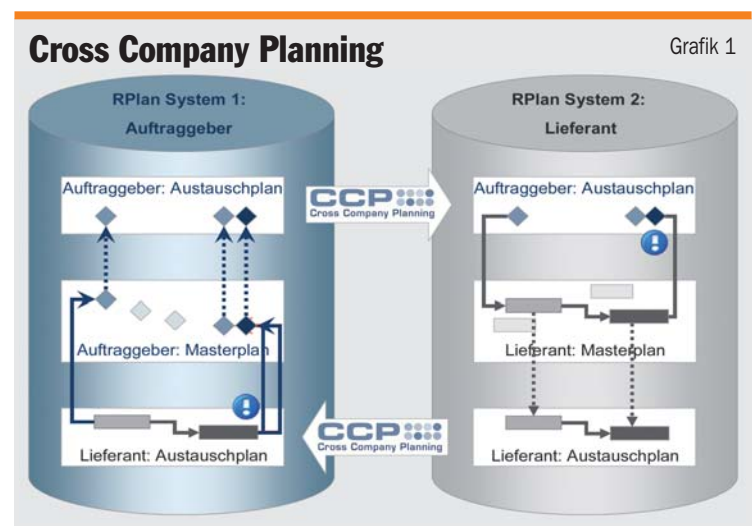 Cross Company Planning
Grafik 1
RPlan System 1:
Auftraggeber
Auftraggeber: Austauschplan
Auftraggeber: Masterplan
Lieferant: Austauschplan
CCP
Cross Company Planning
CCP
Cross Company Planning
RPlan System 2:
Lieferant
Auftraggeber: Austauschplan
Lieferant: Masterplan
Lieferant: Austauschplan